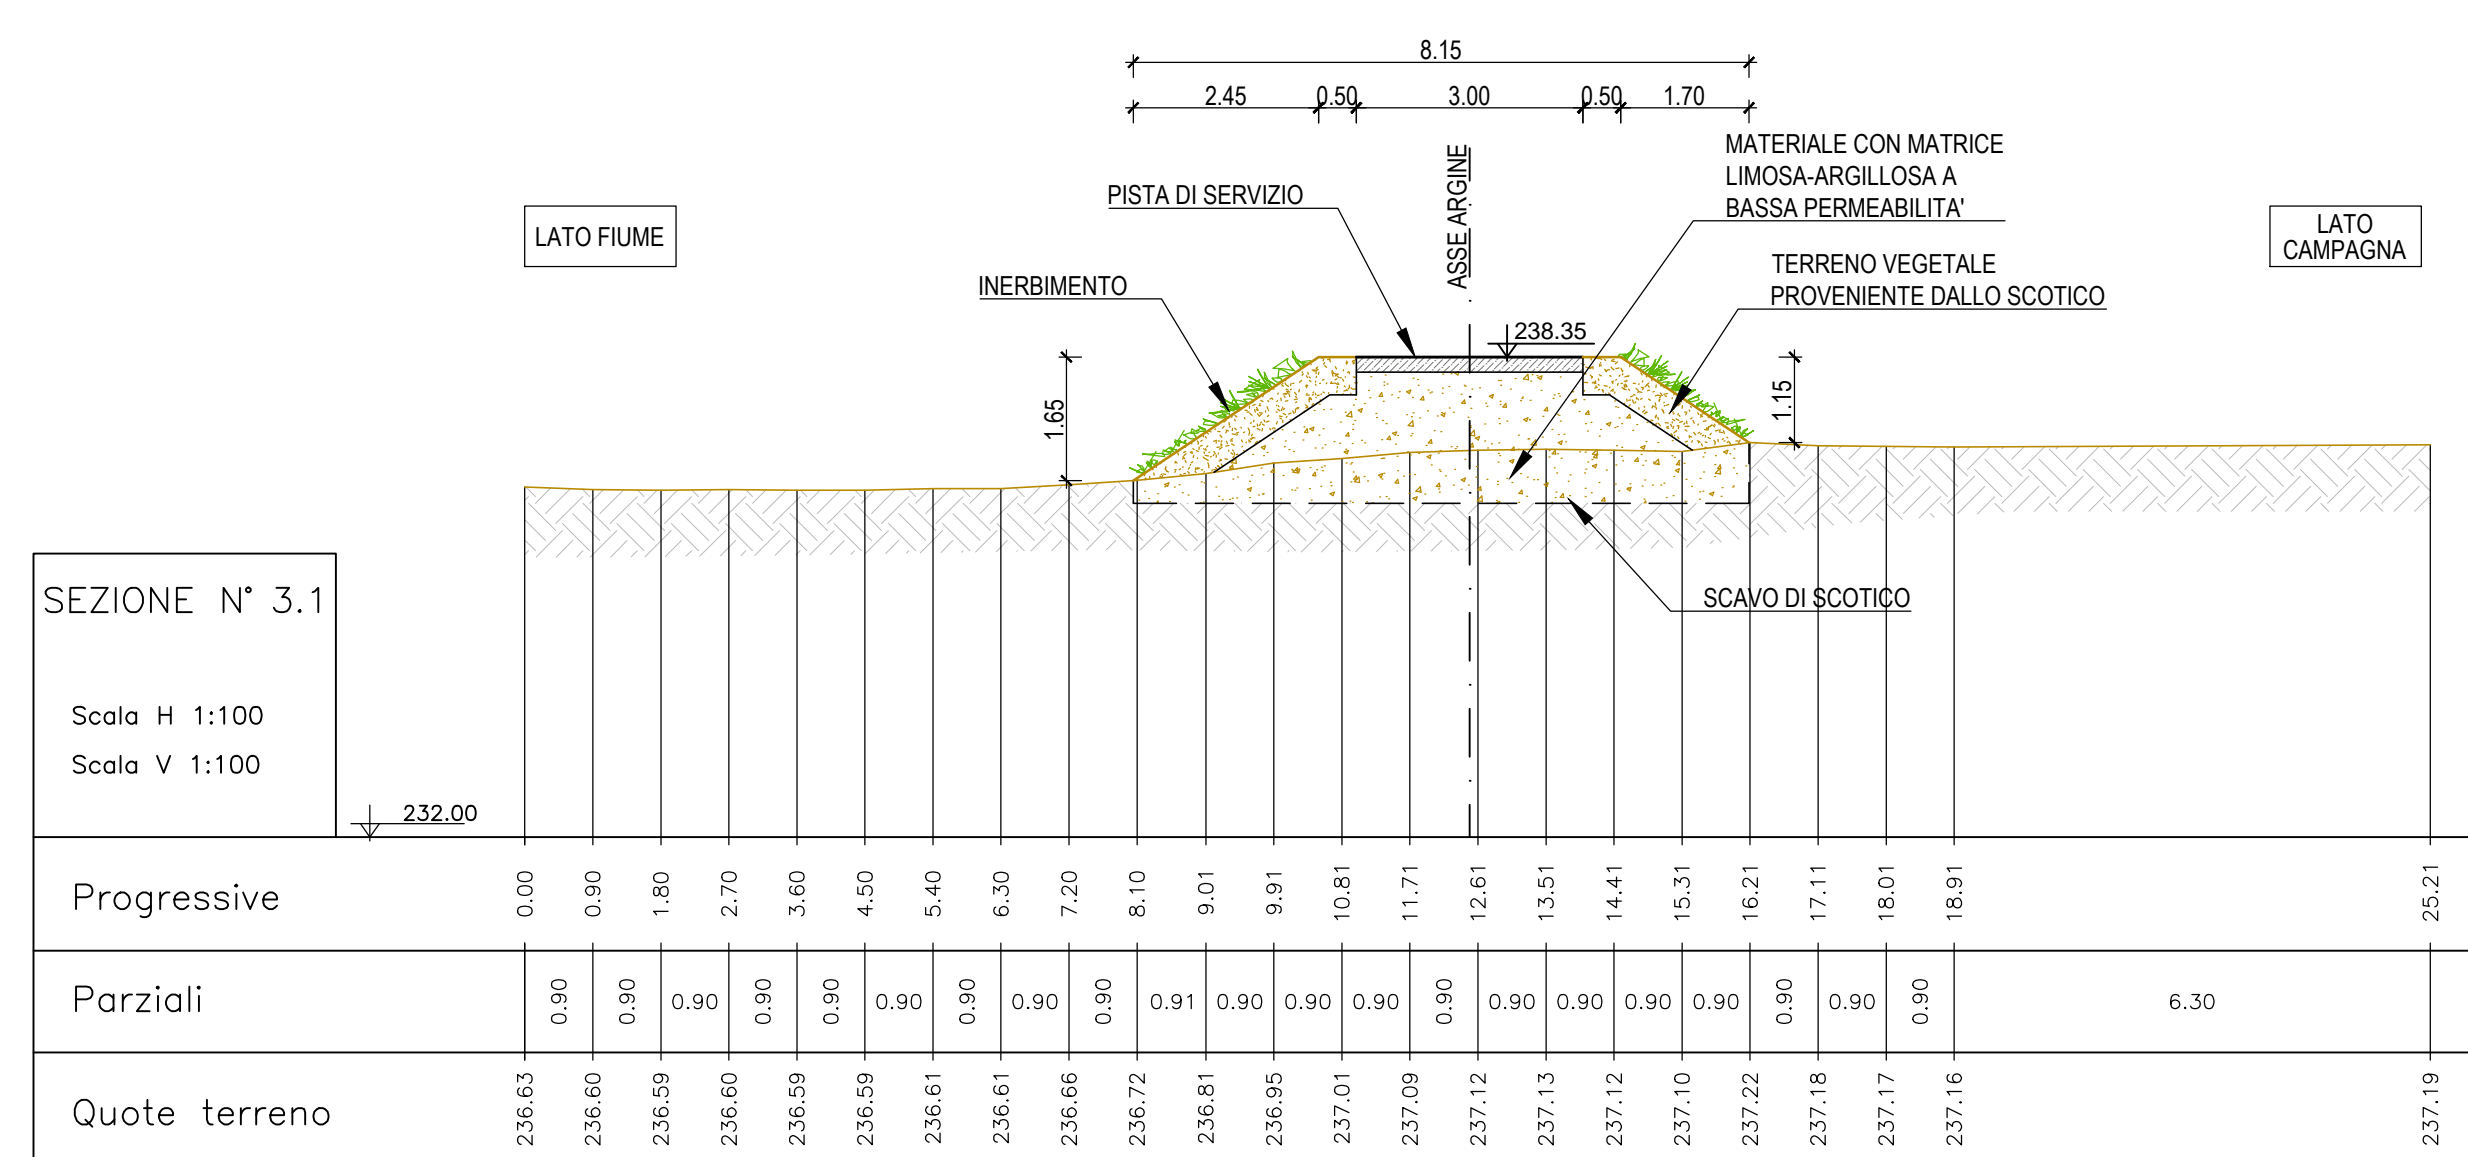 8.15
2.45 0.50 3.00 0.50 1.70
ASSE ARGINE
MATERIALE CON MATRICE
LIMOSA-ARGILLOSA A
BASSA PERMEABILITA'
PISTA DI SERVIZIO
LATO FIUME
LATO
CAMPAGNA
TERRENO VEGETALE
PROVENIENTE DALLO SCOTICO
INERBIMENTO
238.35
1.65
1.15
SCAVO DI SCOTICO
SEZIONE N° 3.1
Scala H 1:100
Scala V 1:100
232.00
Progressive 0.00 0.90 1.80 2.70 3.60 4.50 5.40 6.30 7.20 8.10 9.01 9.91 10.81 11.71 12.61 13.51 14.41 15.31 16.21 17.11 18.01 18.91 25.21
Parziali 0.90 0.90 0.90 0.90 0.90 0.90 0.90 0.90 0.90 0.91 0.90 0.90 0.90 0.90 0.90 0.90 0.90 0.90 0.90 0.90 0.90 6.30
Quote terreno 236.63 236.60 236.59 236.60 236.59 236.59 236.61 236.61 236.66 236.72 236.81 236.95 237.01 237.09 237.12 237.13 237.12 237.10 237.22 237.18 237.17 237.16 237.19